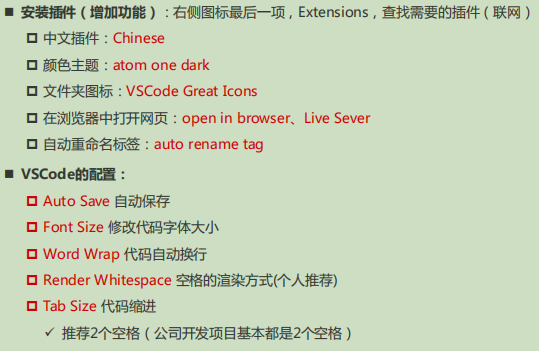 安装插件（增加功能）：右侧图标最后一项，Extensions，查找需要的插件（联网）
中文插件：Chinese
颜色主题：atom one dark
文件夹图标：VSCode Great Icons
在浏览器中打开网页：open in browser、Live Sever
自动重命名标签：auto rename tag
VSCode的配置：
Auto Save 自动保存
Font Size 修改代码字体大小
Word Wrap 代码自动换行
Render Whitespace 空格的渲染方式(个人推荐)
Tab Size 代码缩进
✓ 推荐2个空格（公司开发项目基本都是2个空格）